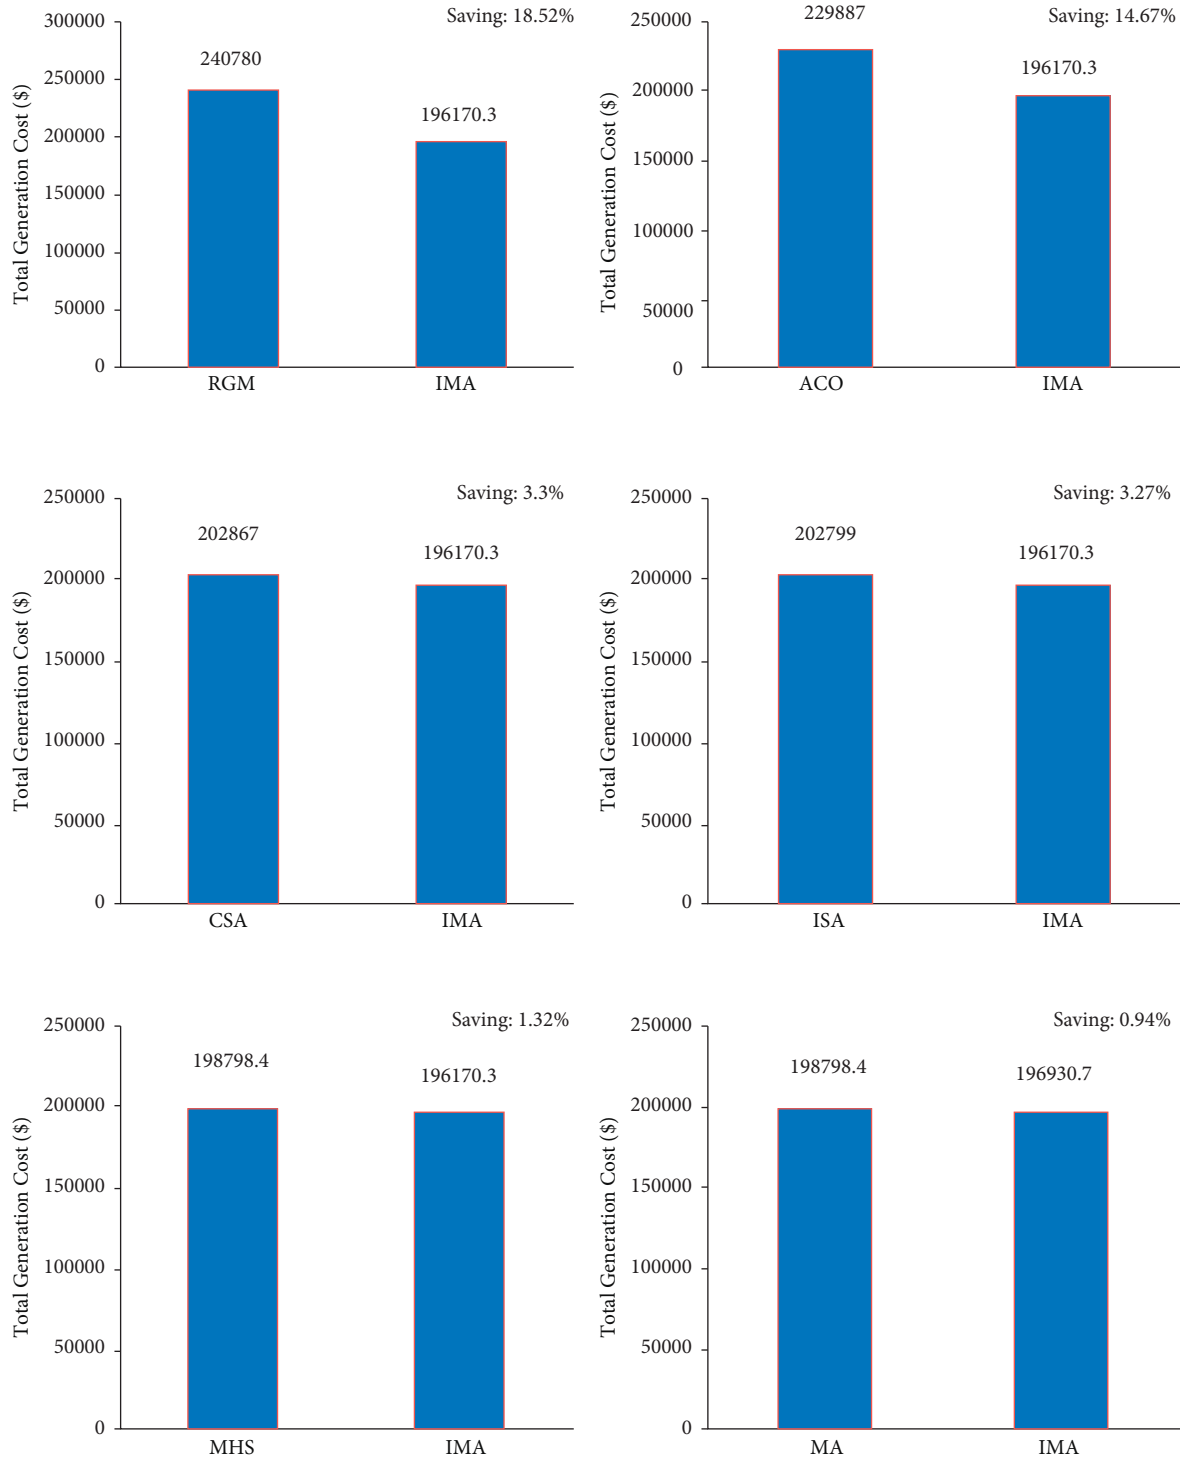 Saving: 18.52%
Total Generation Cost ($)
300000
250000
200000
150000
100000
50000
0
240780
196170.3
RGM
IMA
Saving: 14.67%
Total Generation Cost ($)
250000
200000
150000
100000
50000
0
229887
196170.3
ACO
IMA
Saving: 3.3%
Total Generation Cost ($)
250000
200000
150000
100000
50000
0
202867
196170.3
CSA
IMA
Saving: 3.27%
Total Generation Cost ($)
250000
200000
150000
100000
50000
0
202799
196170.3
ISA
IMA
Saving: 1.32%
Total Generation Cost ($)
250000
200000
150000
100000
50000
0
198798.4
196170.3
MHS
IMA
Saving: 0.94%
Total Generation Cost ($)
250000
200000
150000
100000
50000
0
198798.4
196930.7
MA
IMA